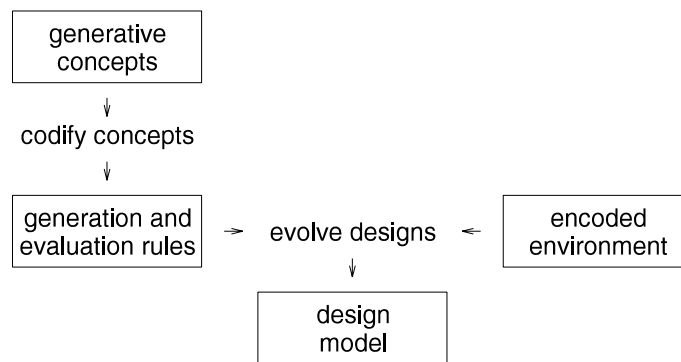 generative
concepts
codify concepts
generation and
evaluation rules
evolve designs
encoded
environment
design
model